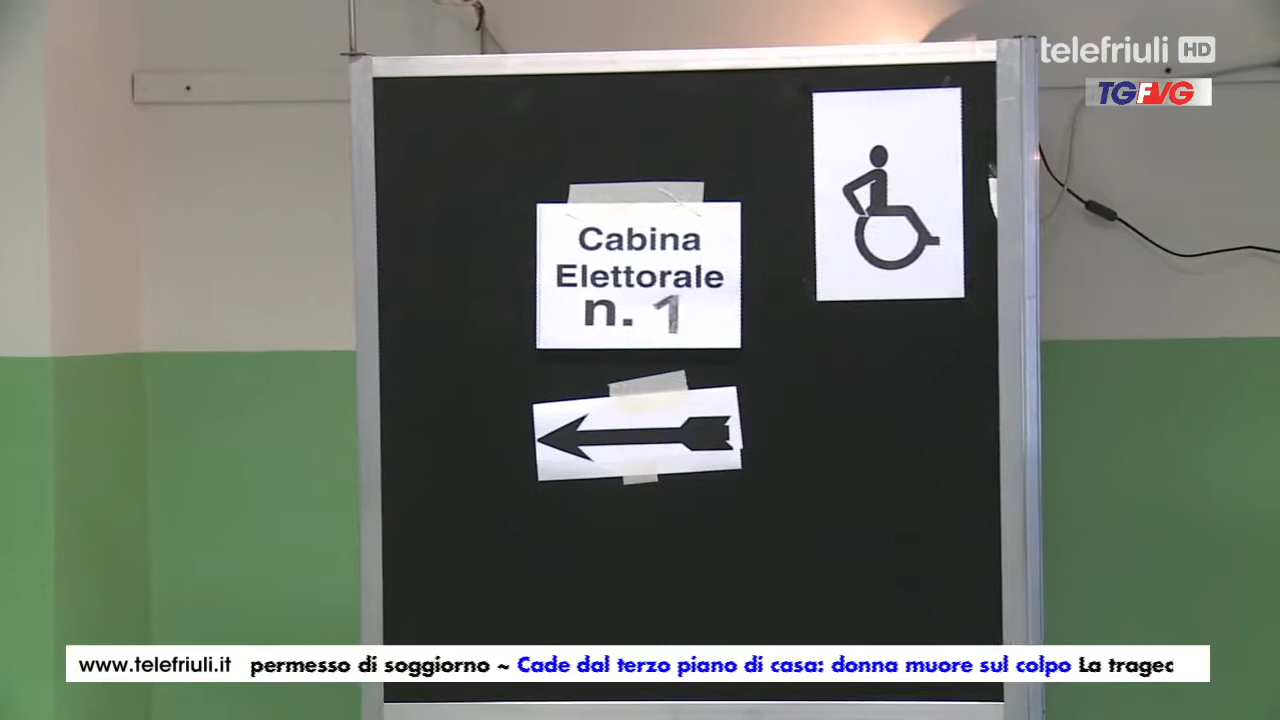 telefriuli HD
TGFVG
Cabina
Elettorale
n. 1
www.telefriuli.it permesso di soggiorno ~ Cade dal terzo piano di casa: donna muore sul colpo La